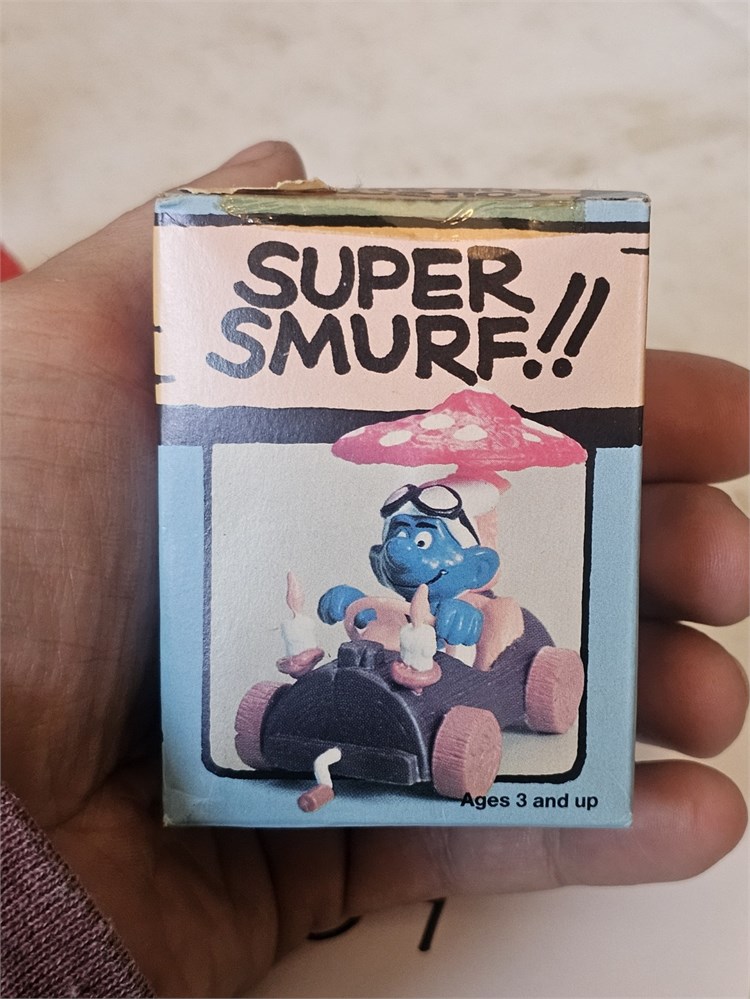 SUPER
SMURF.!!
Ages 3 and up